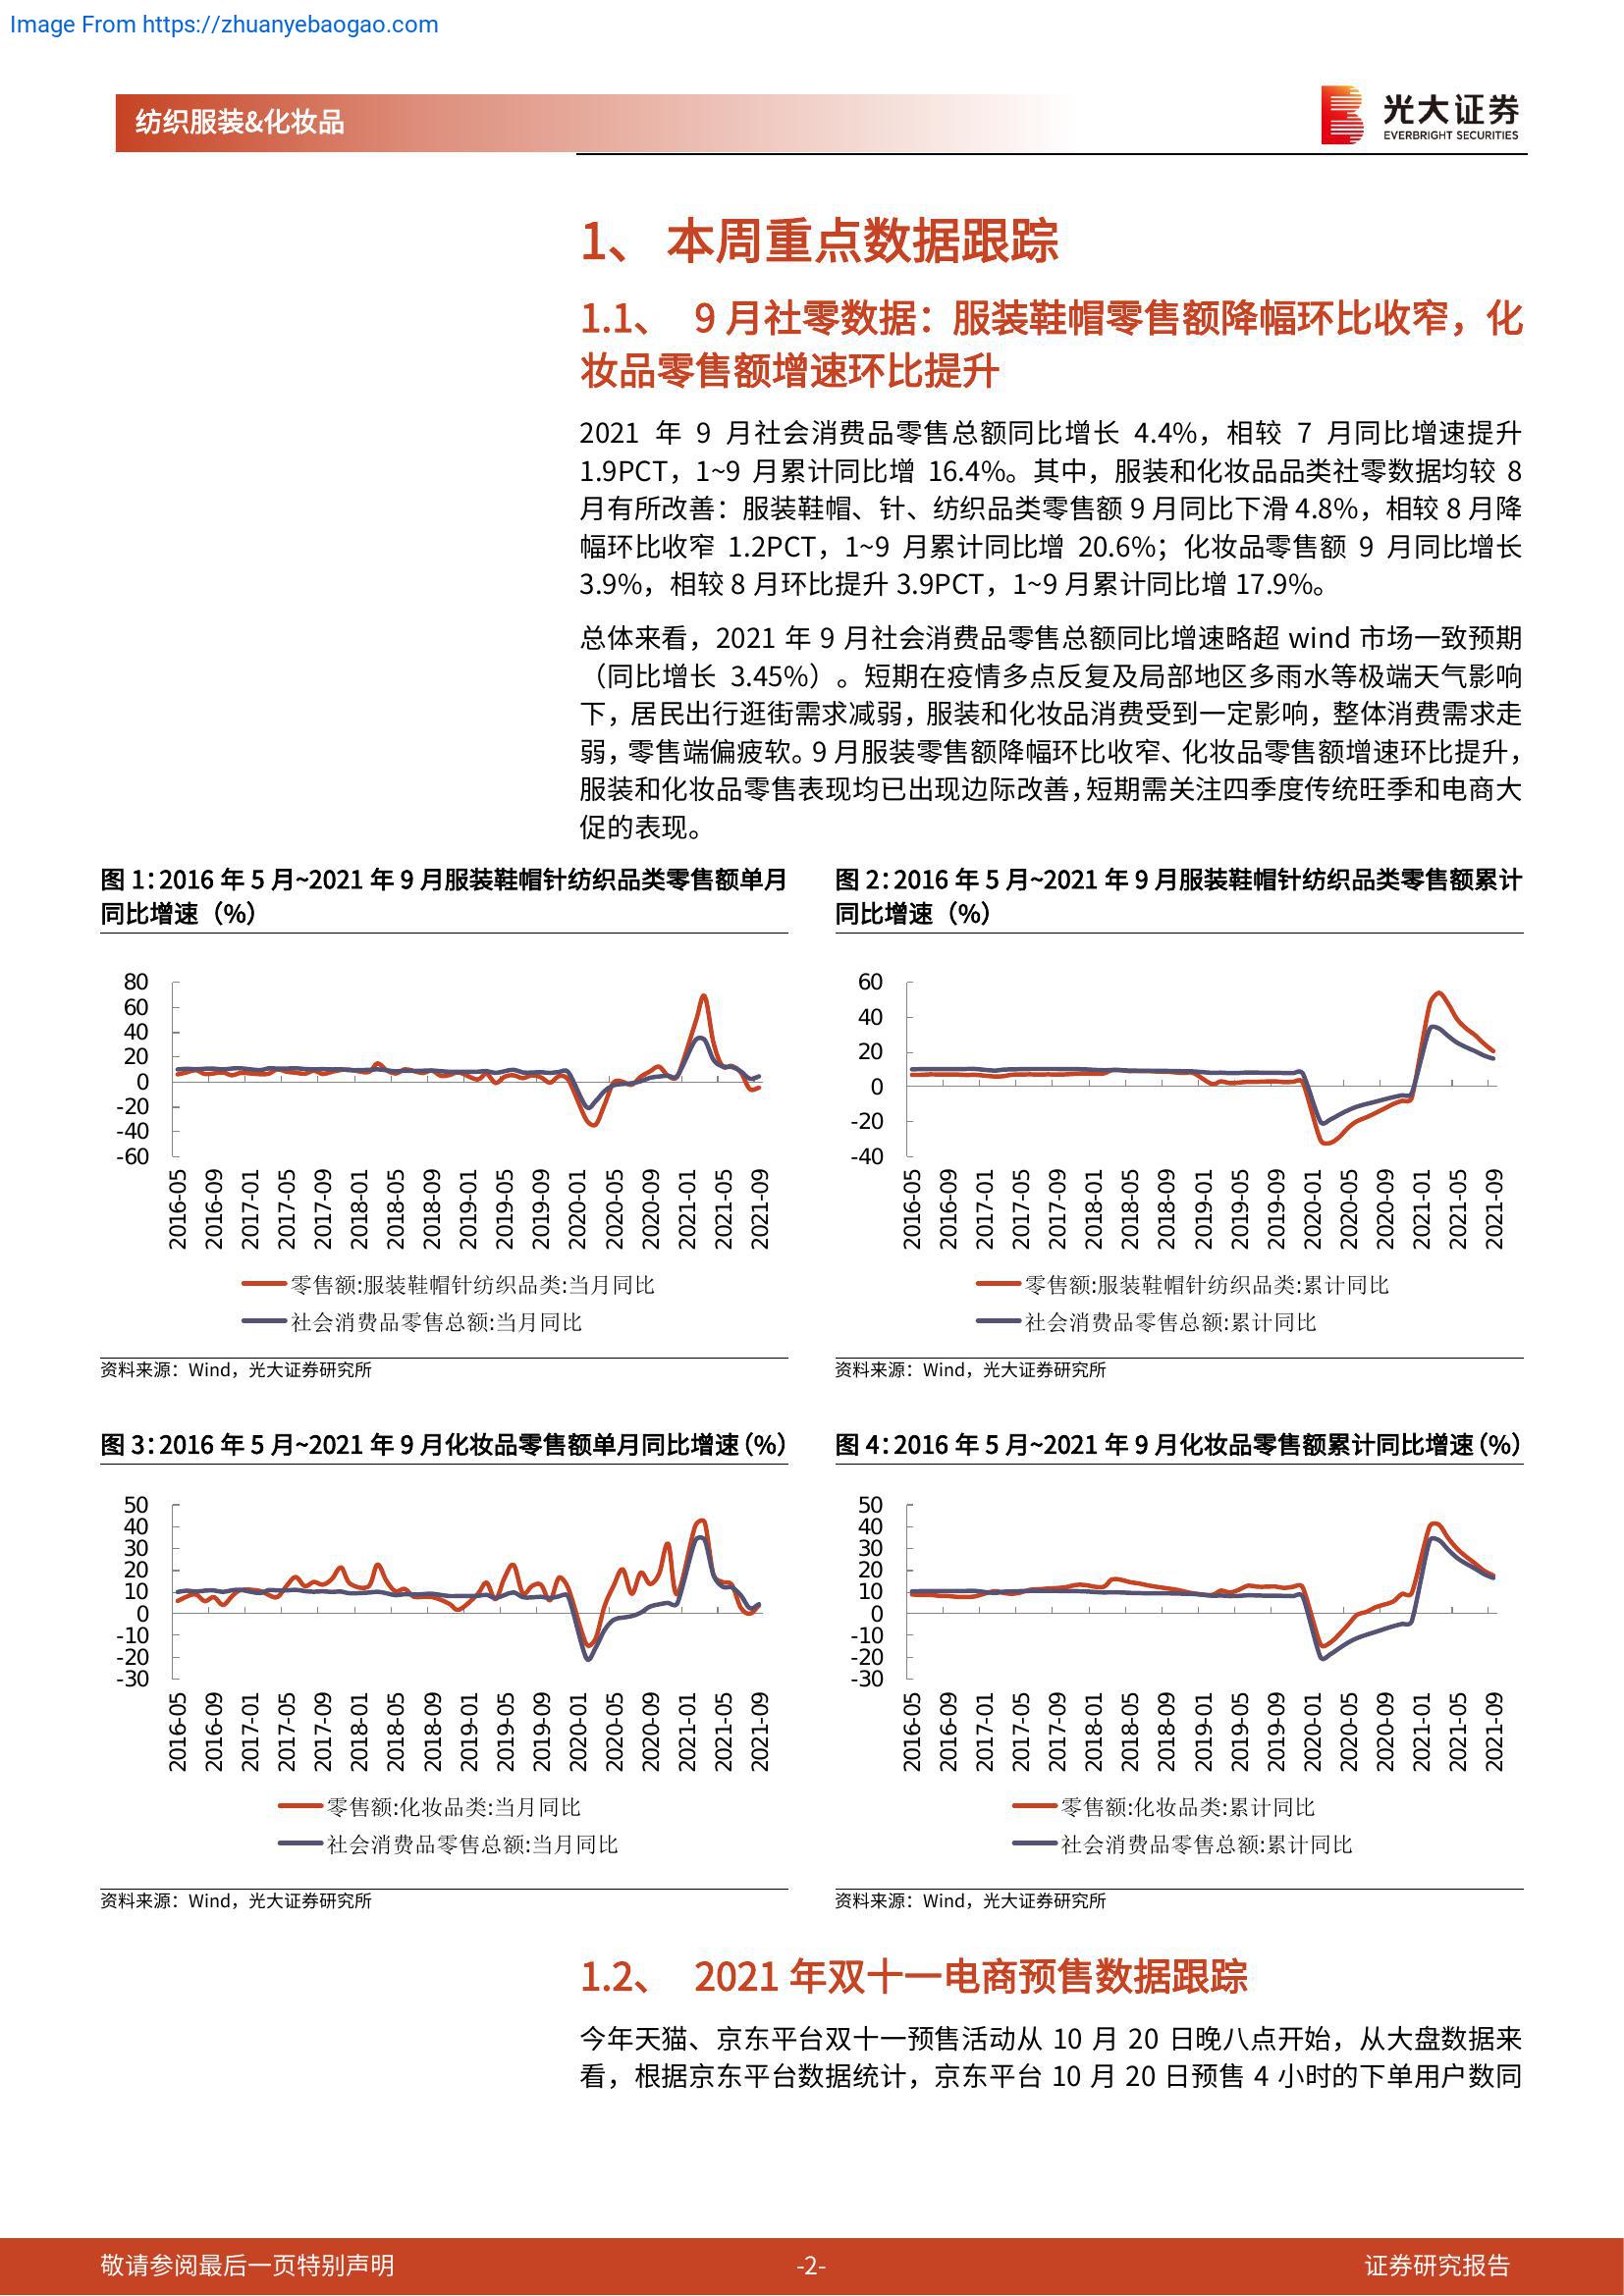 Image From https://zhuanyebaogao.com
纺织服装&化妆品
光大证券
EVERBRIGHT SECURITIES
1、 本周重点数据跟踪
1.1、 9 月社零数据：服装鞋帽零售额降幅环比收窄，化
妆品零售额增速环比提升
2021 年 9 月社会消费品零售总额同比增长 4.4%，相较 7 月同比增速提升
1.9PCT，1~9 月累计同比增 16.4%。其中，服装和化妆品品类社零数据均较 8
月有所改善：服装鞋帽、针、纺织品类零售额 9 月同比下滑 4.8%，相较 8 月降
幅环比收窄 1.2PCT，1~9 月累计同比增 20.6%；化妆品零售额 9 月同比增长
3.9%，相较 8 月环比提升 3.9PCT，1~9 月累计同比增 17.9%。
总体来看，2021 年 9 月社会消费品零售总额同比增速略超 wind 市场一致预期
（同比增长 3.45%）。短期在疫情多点反复及局部地区多雨水等极端天气影响
下，居民出行逛街需求减弱，服装和化妆品消费受到一定影响，整体消费需求走
弱，零售端偏疲软。9 月服装零售额降幅环比收窄、化妆品零售额增速环比提升，
服装和化妆品零售表现均已出现边际改善，短期需关注四季度传统旺季和电商大
促的表现。
图 1：2016 年 5 月~2021 年 9 月服装鞋帽针纺织品类零售额单月
同比增速（%）
80
60
40
20
0
-20
-40
-60
2016-05
2016-09
2017-01
2017-05
2017-09
2018-01
2018-05
2018-09
2019-01
2019-05
2019-09
2020-01
2020-05
2020-09
2021-01
2021-05
2021-09
零售额:服装鞋帽针纺织品类:当月同比
社会消费品零售总额:当月同比
资料来源：Wind，光大证券研究所
图 2：2016 年 5 月~2021 年 9 月服装鞋帽针纺织品类零售额累计
同比增速（%）
60
40
20
0
-20
-40
2016-05
2016-09
2017-01
2017-05
2017-09
2018-01
2018-05
2018-09
2019-01
2019-05
2019-09
2020-01
2020-05
2020-09
2021-01
2021-05
2021-09
零售额:服装鞋帽针纺织品类:累计同比
社会消费品零售总额:累计同比
资料来源：Wind，光大证券研究所
图 3：2016 年 5 月~2021 年 9 月化妆品零售额单月同比增速（%）
50
40
30
20
10
0
-10
-20
-30
2016-05
2016-09
2017-01
2017-05
2017-09
2018-01
2018-05
2018-09
2019-01
2019-05
2019-09
2020-01
2020-05
2020-09
2021-01
2021-05
2021-09
零售额:化妆品类:当月同比
社会消费品零售总额:当月同比
资料来源：Wind，光大证券研究所
图 4：2016 年 5 月~2021 年 9 月化妆品零售额累计同比增速（%）
50
40
30
20
10
0
-10
-20
-30
2016-05
2016-09
2017-01
2017-05
2017-09
2018-01
2018-05
2018-09
2019-01
2019-05
2019-09
2020-01
2020-05
2020-09
2021-01
2021-05
2021-09
零售额:化妆品类:累计同比
社会消费品零售总额:累计同比
资料来源：Wind，光大证券研究所
1.2、 2021 年双十一电商预售数据跟踪
今年天猫、京东平台双十一预售活动从 10 月 20 日晚八点开始，从大盘数据来
看，根据京东平台数据统计，京东平台 10 月 20 日预售 4 小时的下单用户数同
敬请参阅最后一页特别声明
-2-
证券研究报告